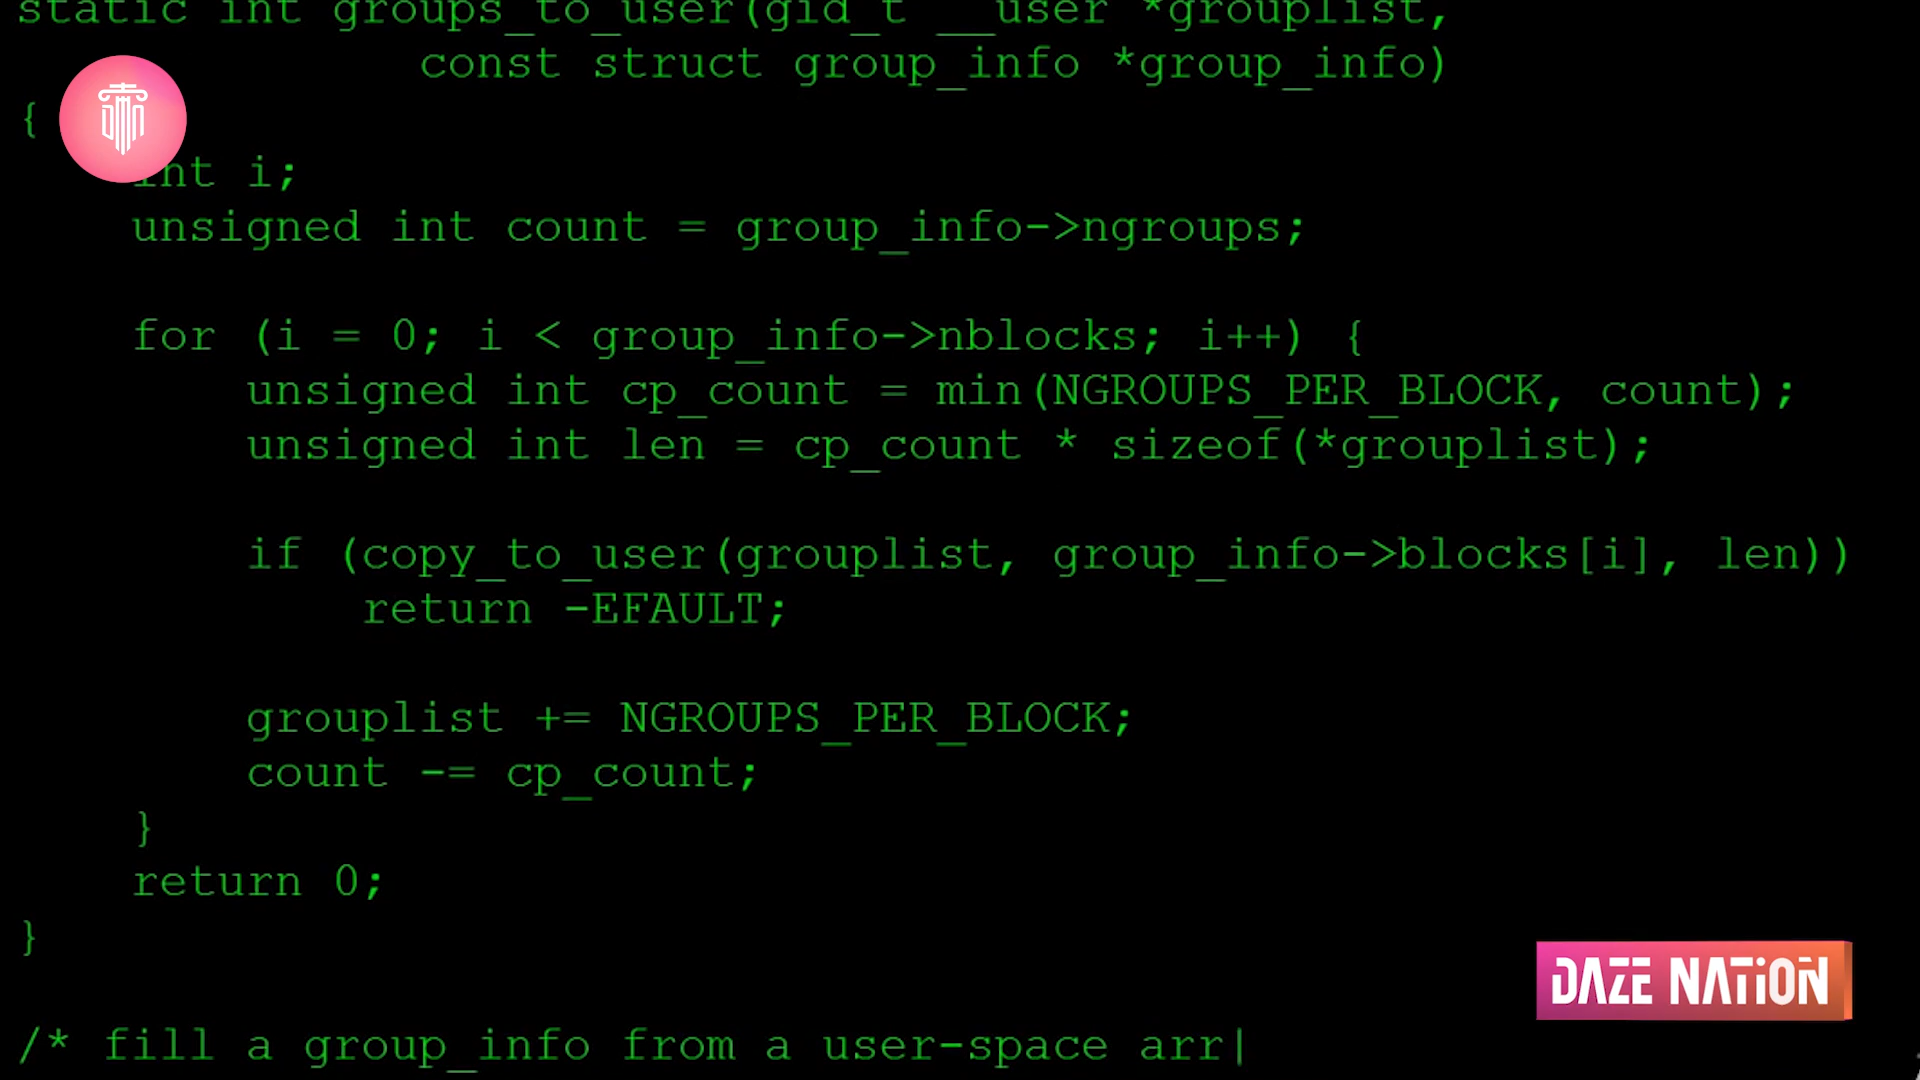 static int groups_to_user(gid_t __user *grouplist,
const struct group_info *group_info)
{
int i;
unsigned int count = group_info->ngroups;
for (i = 0; i < group_info->nblocks; i++) {
unsigned int cp_count = min(NGROUPS_PER_BLOCK, count);
unsigned int len = cp_count * sizeof(*grouplist);
if (copy_to_user(grouplist, group_info->blocks[i], len))
return -EFAULT;
grouplist += NGROUPS_PER_BLOCK;
count -= cp_count;
}
return 0;
}
DAZE NATION
/* fill a group_info from a user-space arr|